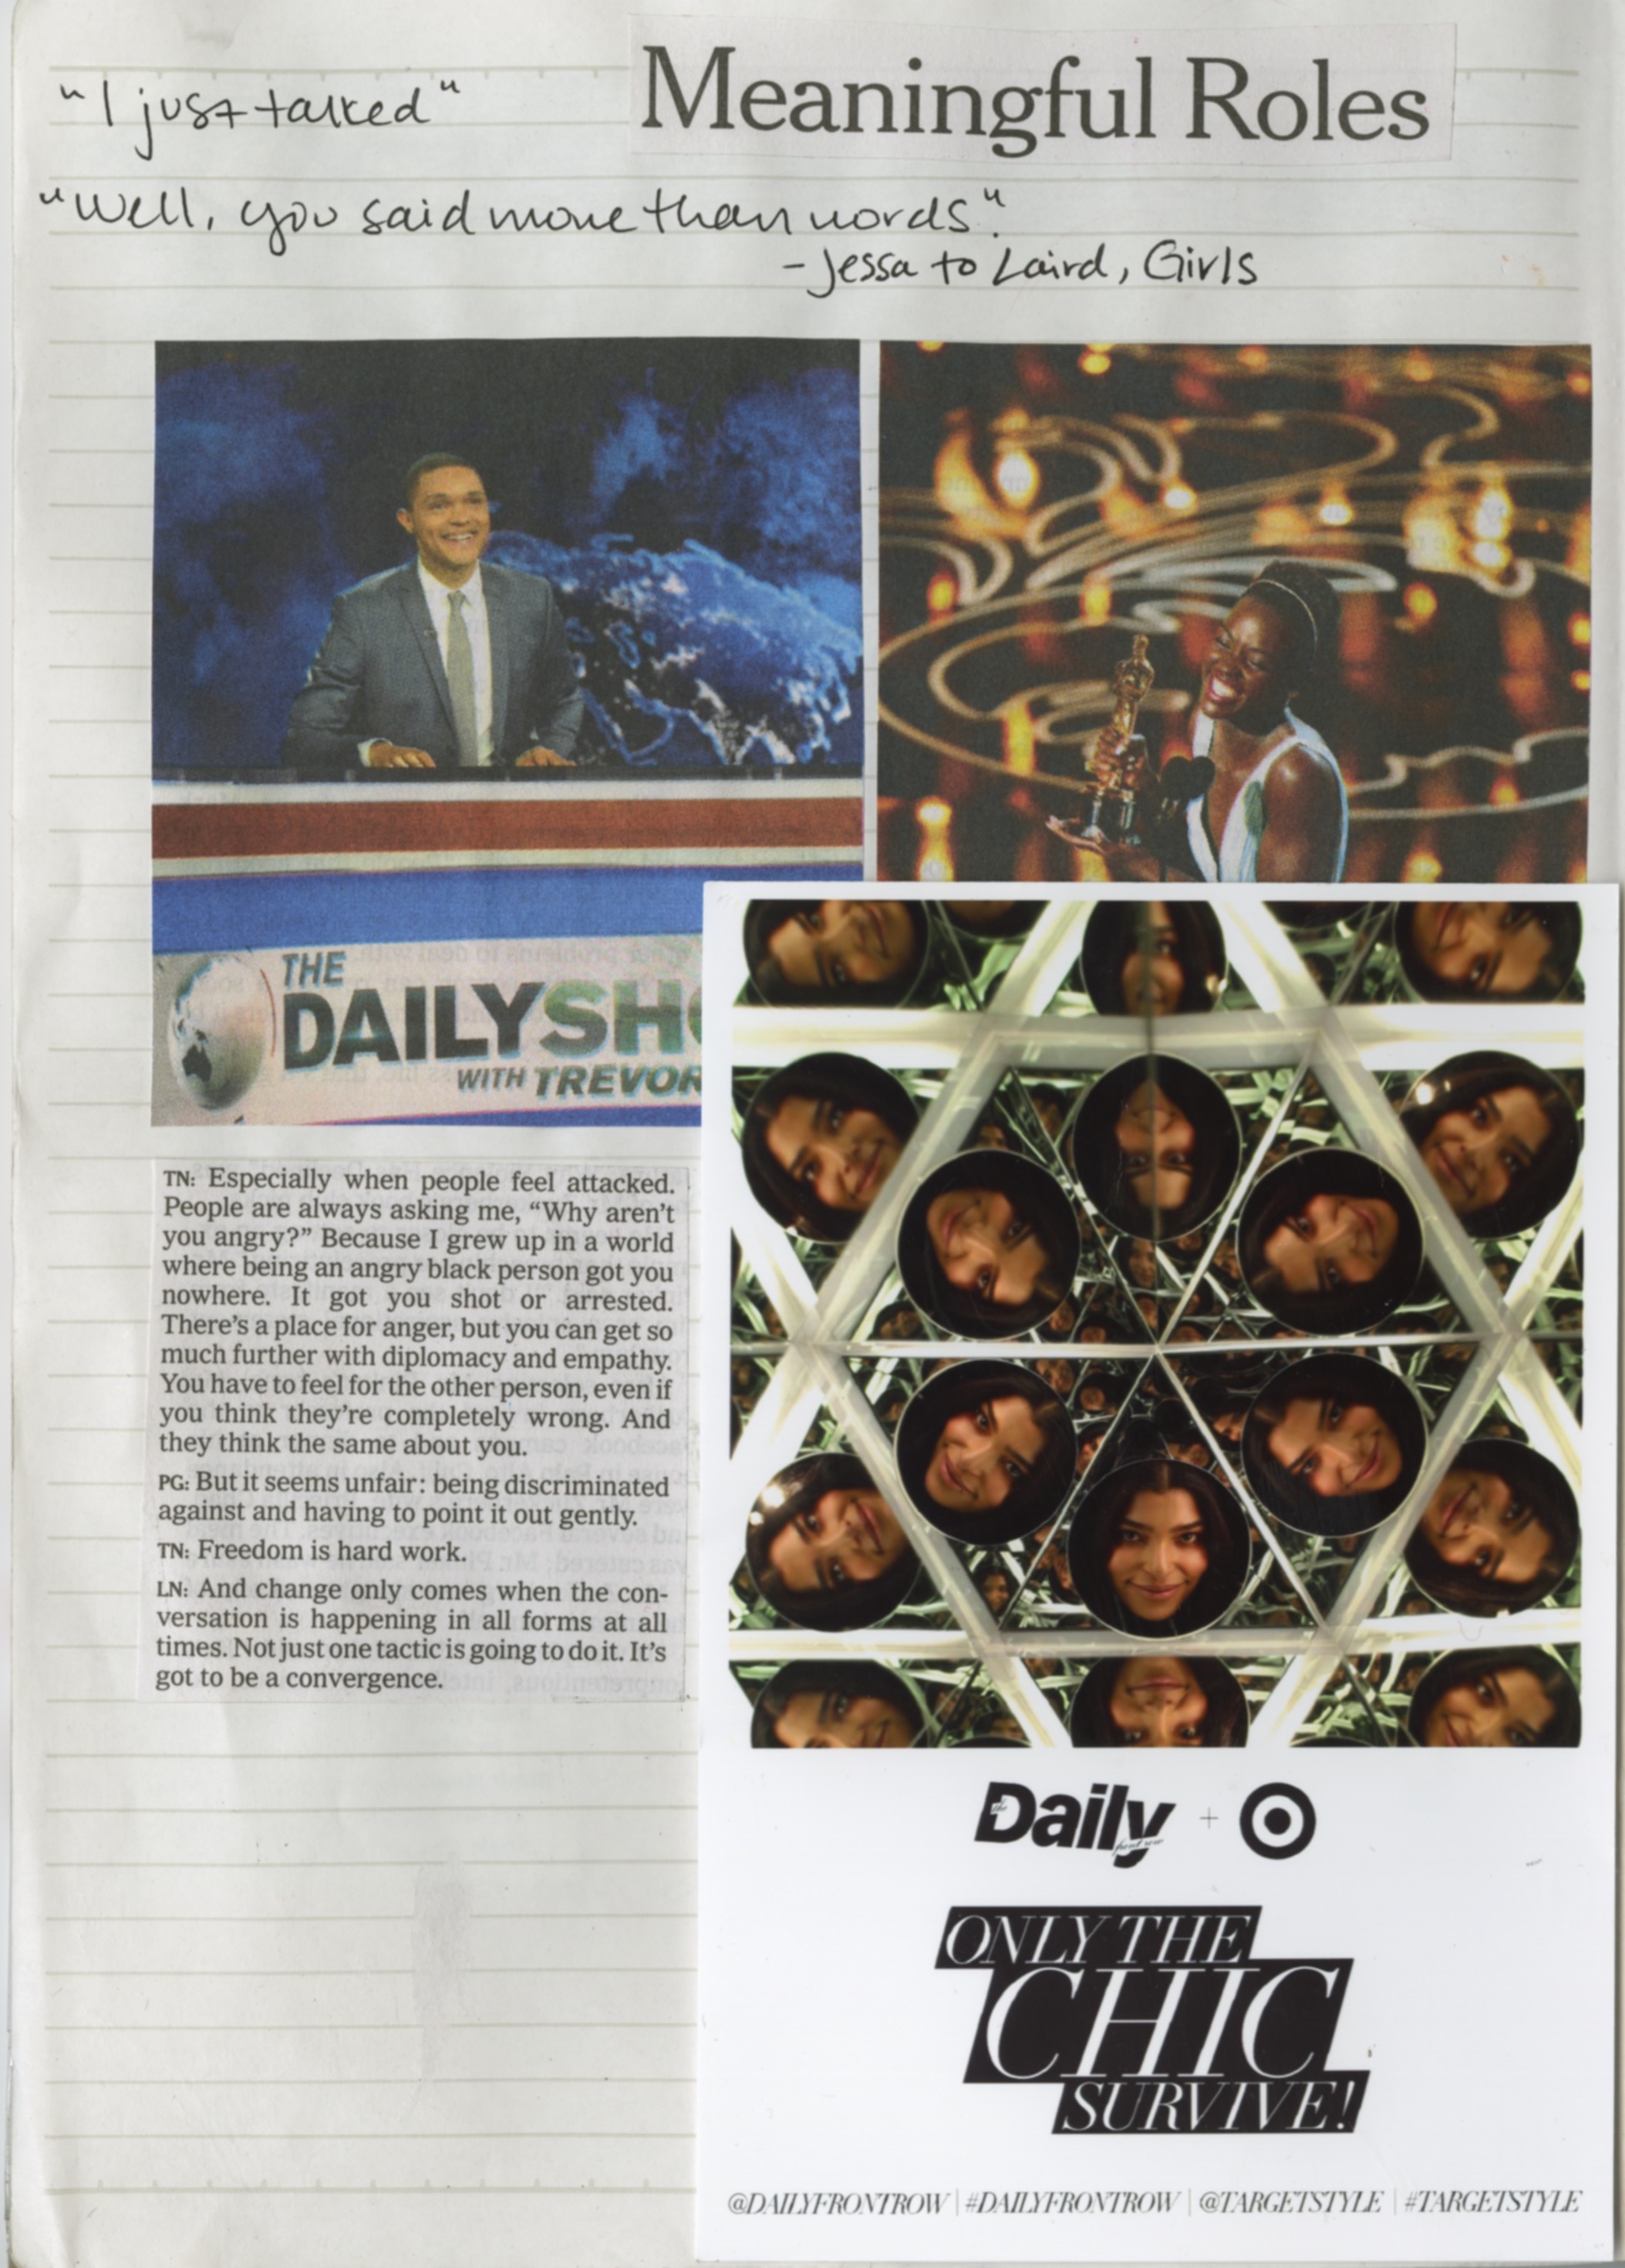 "I just talked"
Meaningful Roles
"Well, you said more than words."
- Jessa to Laird, Girls
THE
DAILYSH
WITH TREVOR
TN: Especially when people feel attacked.
People are always asking me, “Why aren’t
you angry?” Because I grew up in a world
where being an angry black person got you
nowhere. It got you shot or arrested.
There’s a place for anger, but you can get so
much further with diplomacy and empathy.
You have to feel for the other person, even if
you think they’re completely wrong. And
they think the same about you.
PG: But it seems unfair: being discriminated
against and having to point it out gently.
TN: Freedom is hard work.
LN: And change only comes when the con-
versation is happening in all forms at all
times. Not just one tactic is going to do it. It’s
got to be a convergence.
the Daily front row +
ONLY THE
CHIC
SURVIVE!
@DAILYFRONTROW | #DAILYFRONTROW | @TARGETSTYLE | #TARGETSTYLE